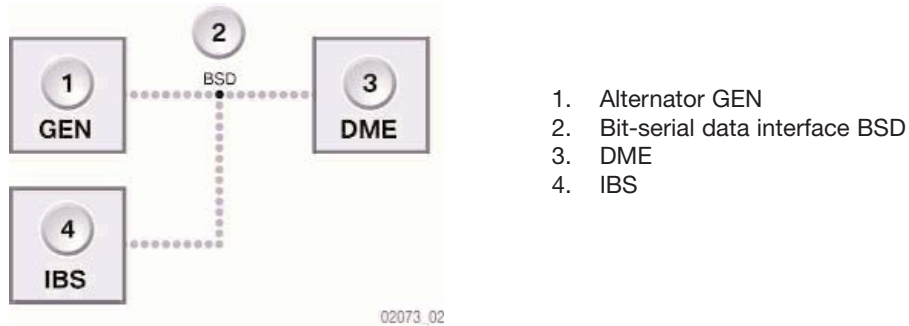 2
BSD
1
GEN
3
DME
4
IBS
02073_02
1. Alternator GEN
2. Bit-serial data interface BSD
3. DME
4. IBS